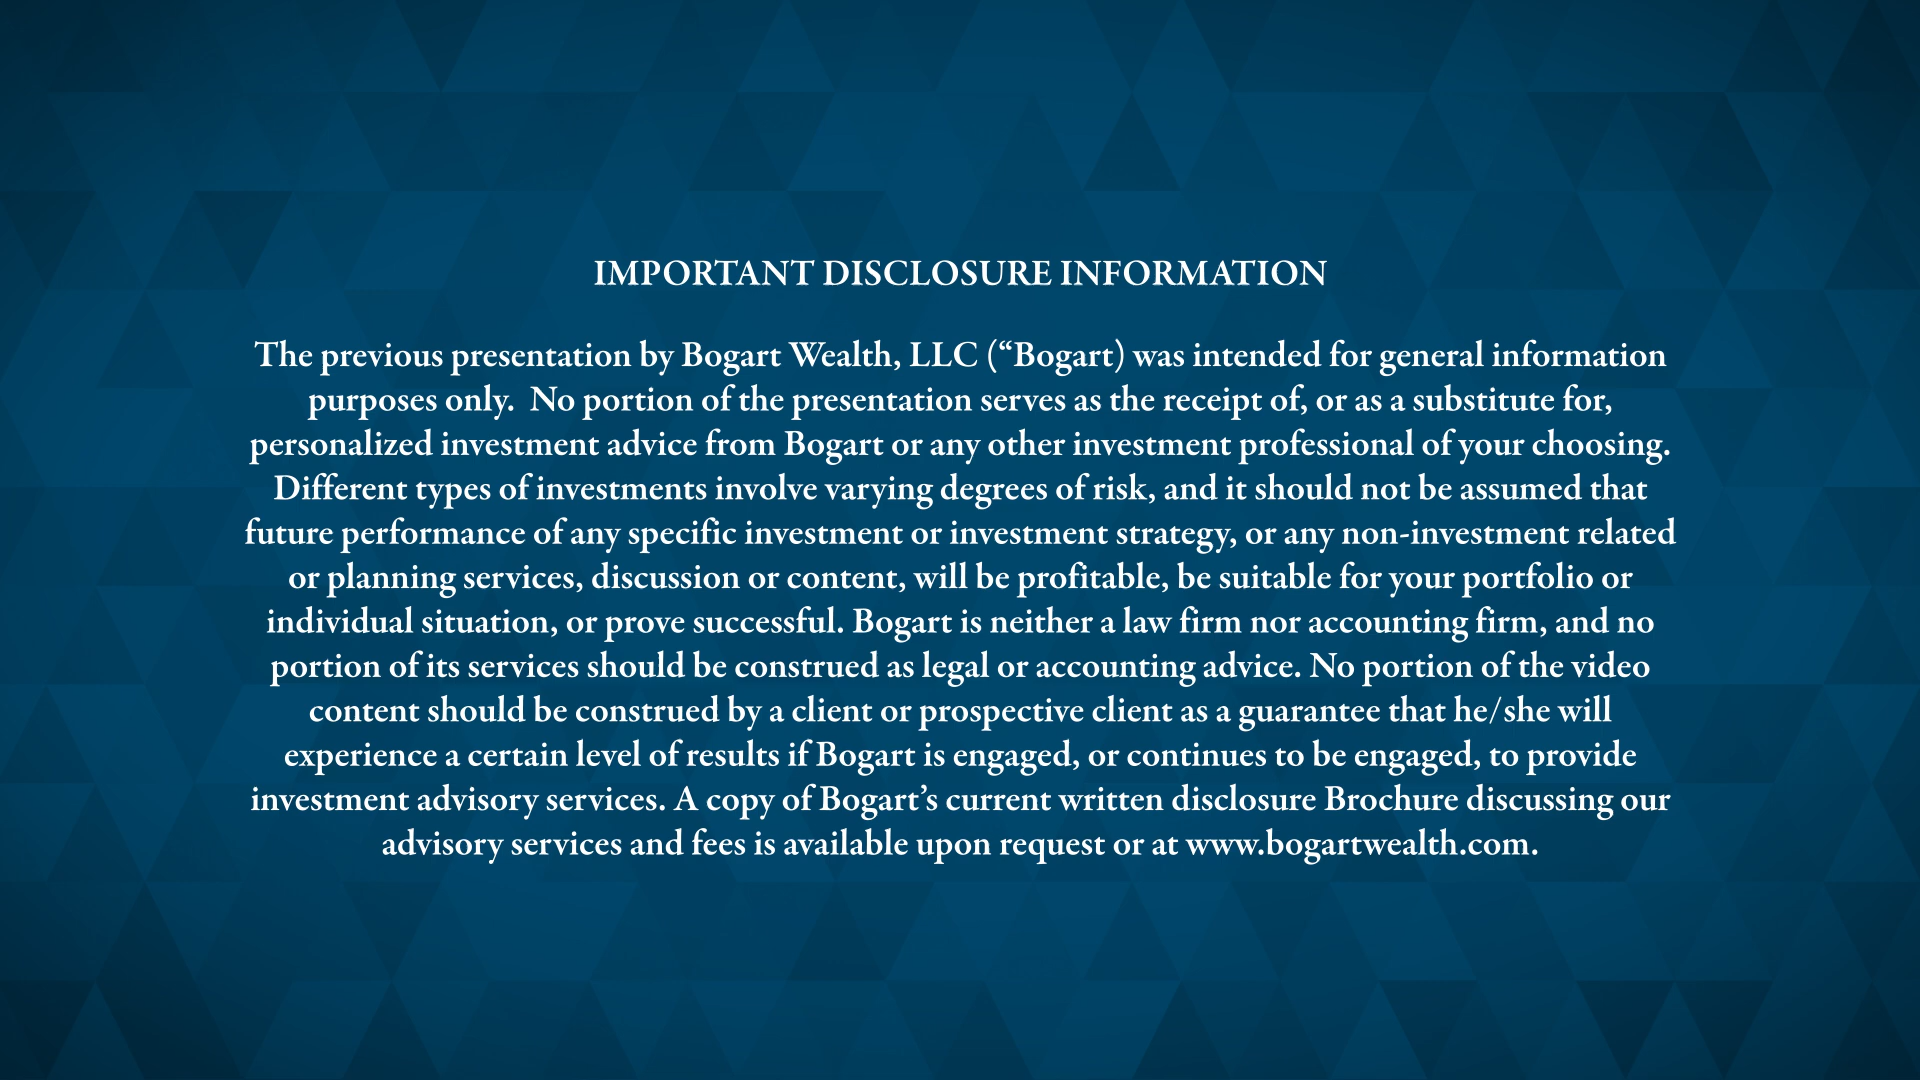 IMPORTANT DISCLOSURE INFORMATION
The previous presentation by Bogart Wealth, LLC (“Bogart) was intended for general information
purposes only.  No portion of the presentation serves as the receipt of, or as a substitute for,
personalized investment advice from Bogart or any other investment professional of your choosing.
Different types of investments involve varying degrees of risk, and it should not be assumed that
future performance of any specific investment or investment strategy, or any non-investment related
or planning services, discussion or content, will be profitable, be suitable for your portfolio or
individual situation, or prove successful. Bogart is neither a law firm nor accounting firm, and no
portion of its services should be construed as legal or accounting advice. No portion of the video
content should be construed by a client or prospective client as a guarantee that he/she will
experience a certain level of results if Bogart is engaged, or continues to be engaged, to provide
investment advisory services. A copy of Bogart’s current written disclosure Brochure discussing our
advisory services and fees is available upon request or at www.bogartwealth.com.